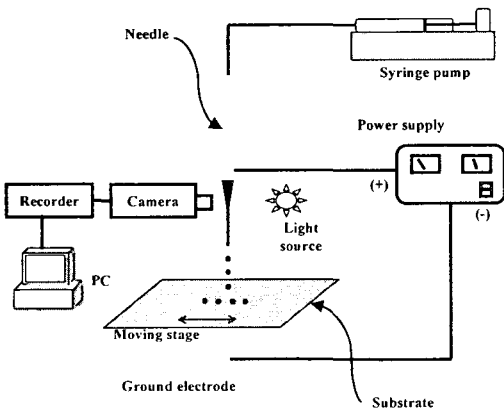 Needle
Syringe pump
Power supply
(+)
(-)
Recorder
Camera
Light
source
PC
Moving stage
Ground electrode
Substrate